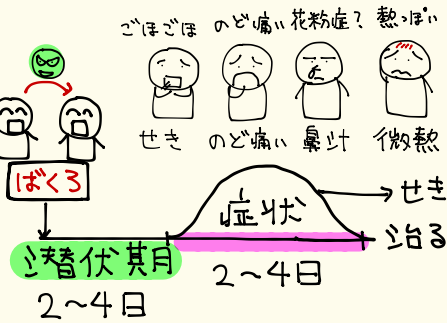 ごほごほ のど痛い 花粉症? 熱っぽい
せき のど痛い 鼻汁 微熱
ばくろ
症状
せき
潜伏期 治る
2〜4日
2〜4日